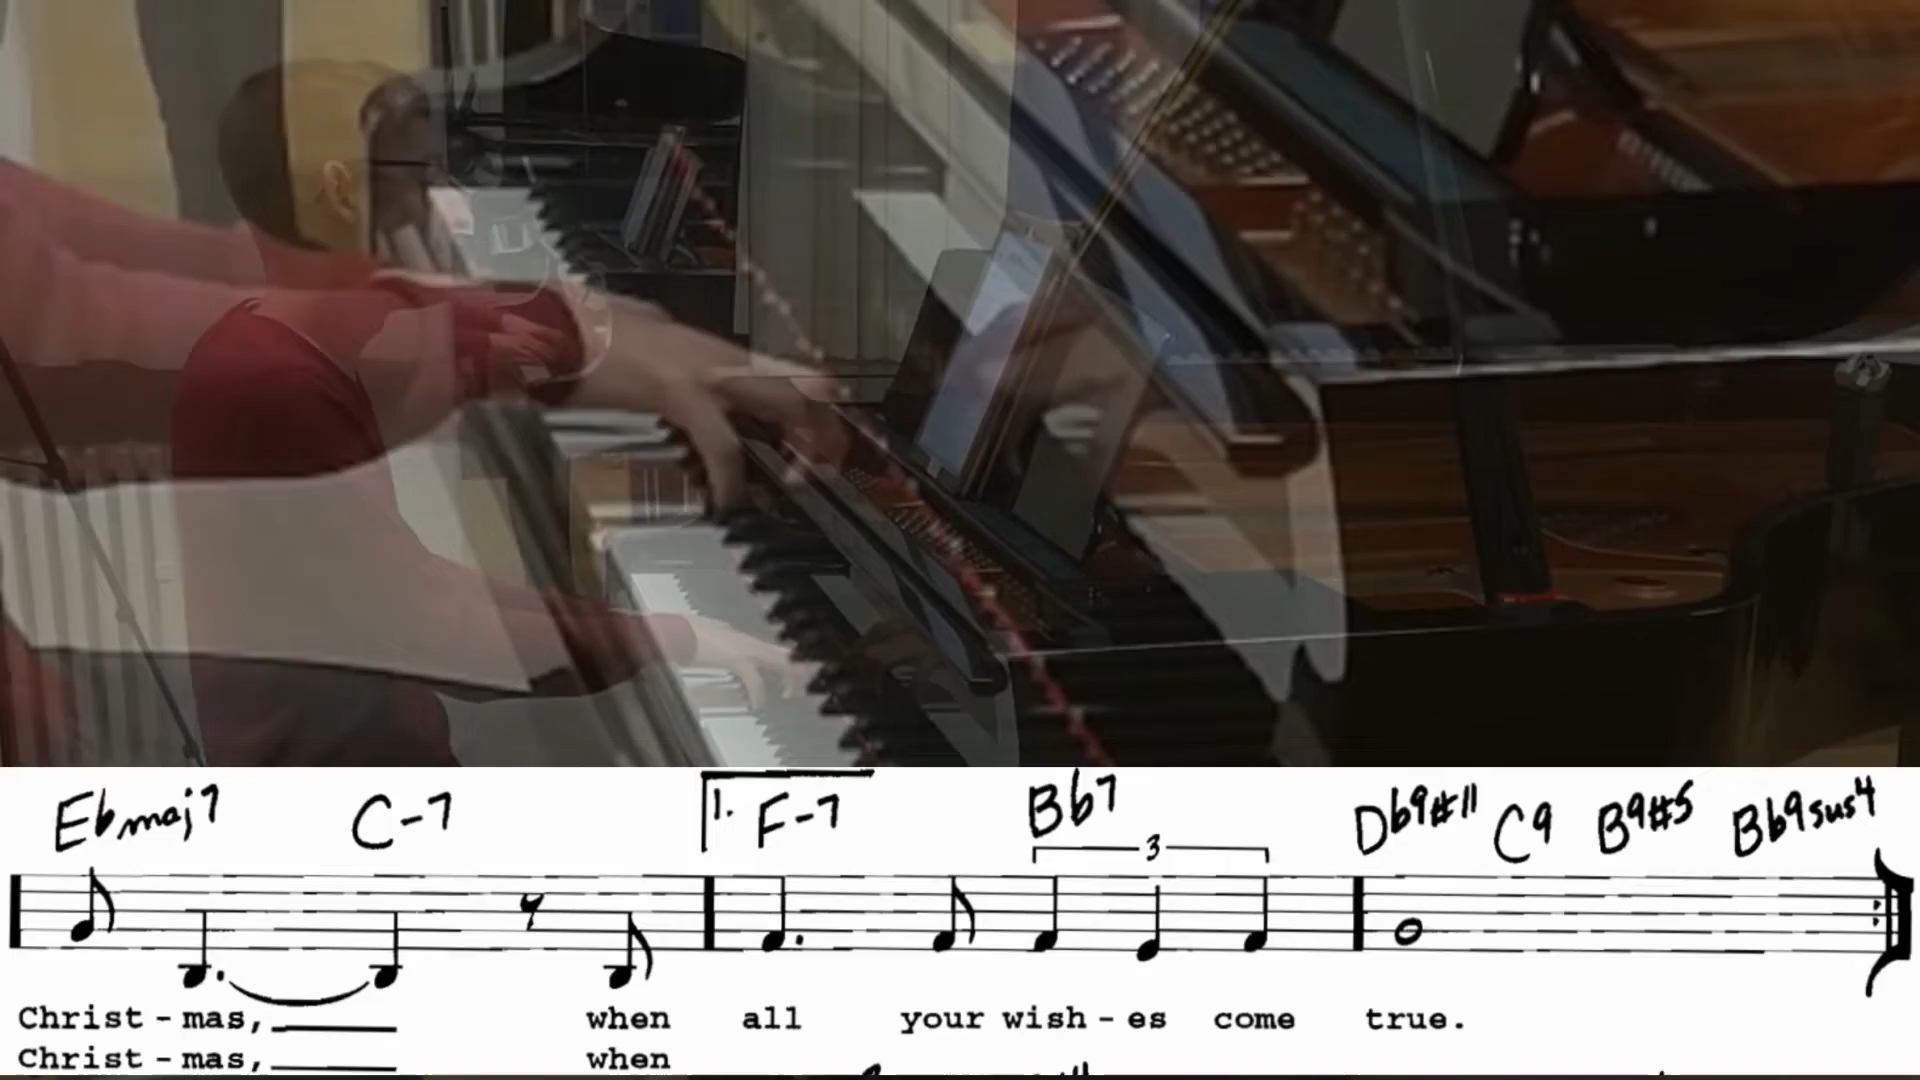 Ebmaj7 C-7 1. F-7 Bb7 Db9#11 C9 B9#5 Bb9sus4
3
Christ - mas, when all your wish - es come true.
Christ - mas, when